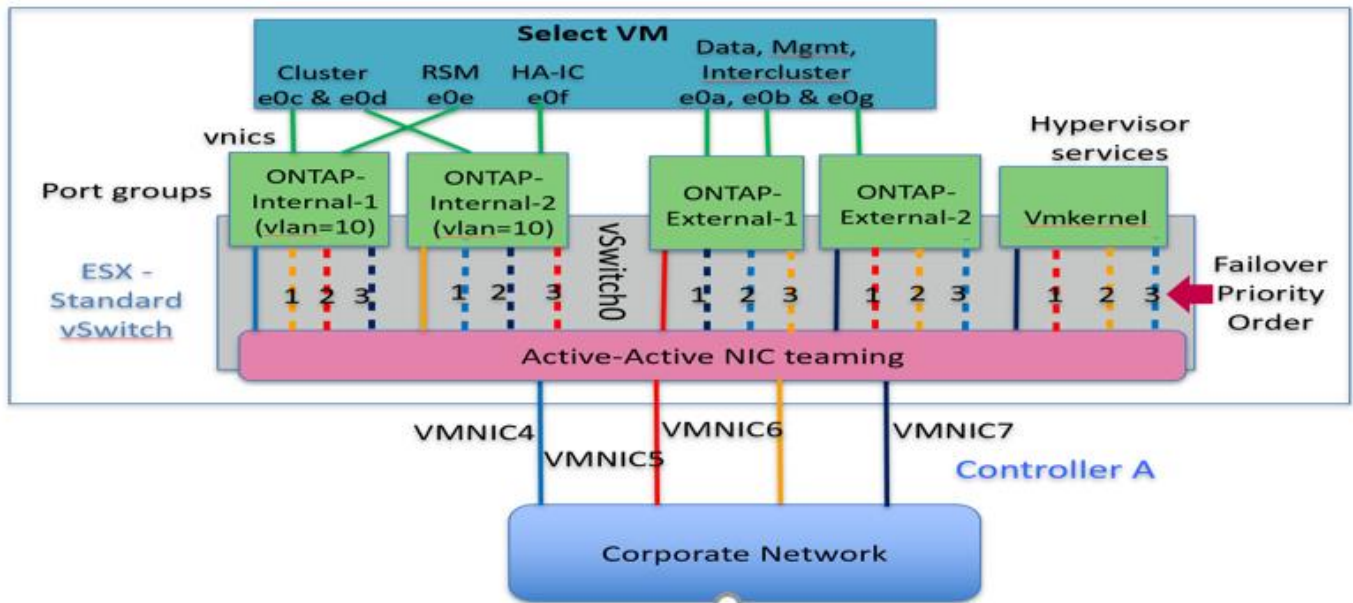 Select VM
Cluster
e0c & e0d
RSM
e0e
HA-IC
e0f
Data, Mgmt,
Intercluster
e0a, e0b & e0g
vnics
Hypervisor
services
Port groups
ONTAP-
Internal-1
(vlan=10)
ONTAP-
Internal-2
(vlan=10)
ONTAP-
External-1
ONTAP-
External-2
Vmkernel
ESX -
Standard
vSwitch
vSwitch0
1 2 3
1 2 3
1 2 3
1 2 3
1 2 3
Failover
Priority
Order
Active-Active NIC teaming
VMNIC4
VMNIC5
VMNIC6
VMNIC7
Controller A
Corporate Network